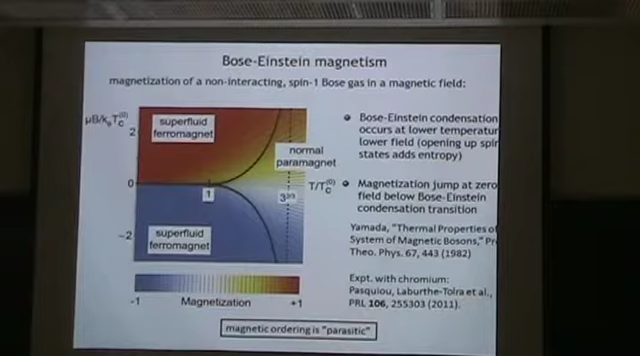 Bose-Einstein magnetism
magnetization of a non-interacting, spin-1 Bose gas in a magnetic field:
μB/k_BT_C^(0)
2
superfluid
ferromagnet
normal
paramagnet
0
1
3^2/3
T/T_C^(0)
-2
superfluid
ferromagnet
-1
Magnetization
+1
Bose-Einstein condensation
occurs at lower
lower field (opening up
states adds entropy)
Magnetization jump at zero
field below Bose-Einstein
condensation transition
Yamada, "Thermal Properties of
System of Magnetic Bosons,"
Theo. Phys. 67, 443 (1982)
Expt. with chromium:
Pasquiou, Laburthe-Tolra et al.,
PRL 106, 255303 (2011).
magnetic ordering is "parasitic"